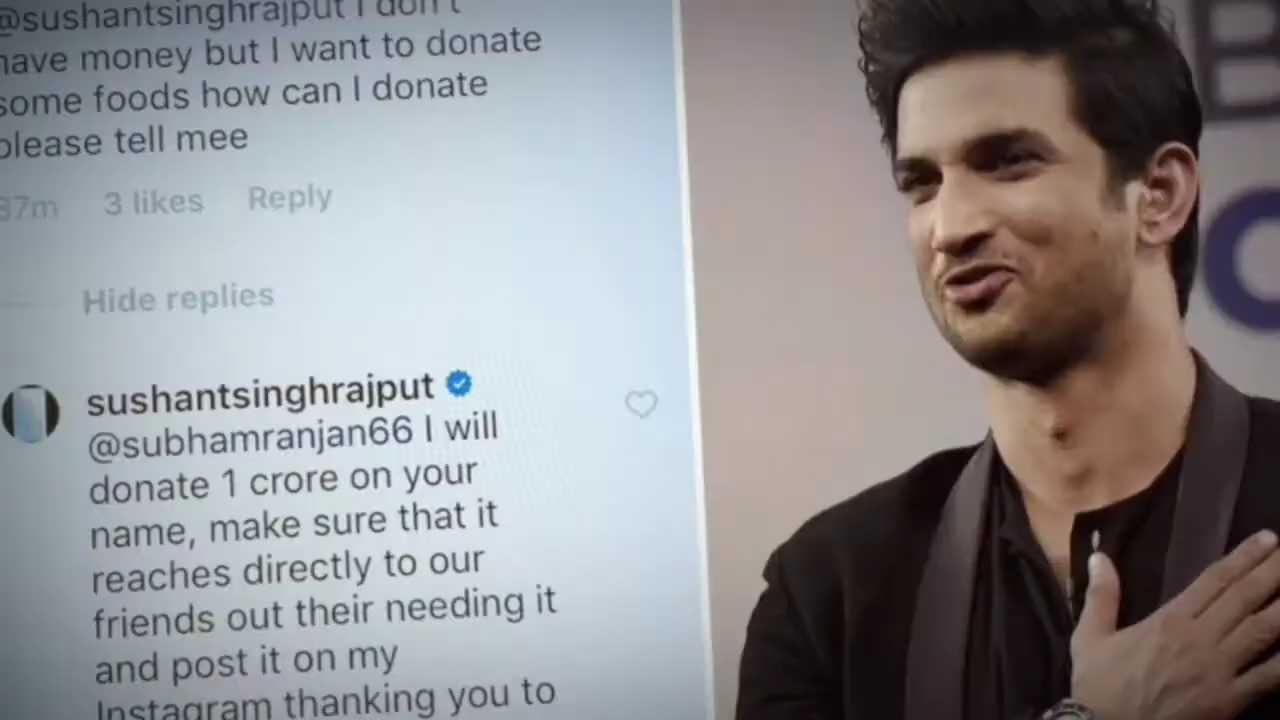 @sushantsinghrajput I don't
have money but I want to donate
some foods how can I donate
please tell mee
37m 3 likes Reply
Hide replies
sushantsinghrajput
@subhamranjan66 I will
donate 1 crore on your
name, make sure that it
reaches directly to our
friends out their needing it
and post it on my
Instagram thanking you to